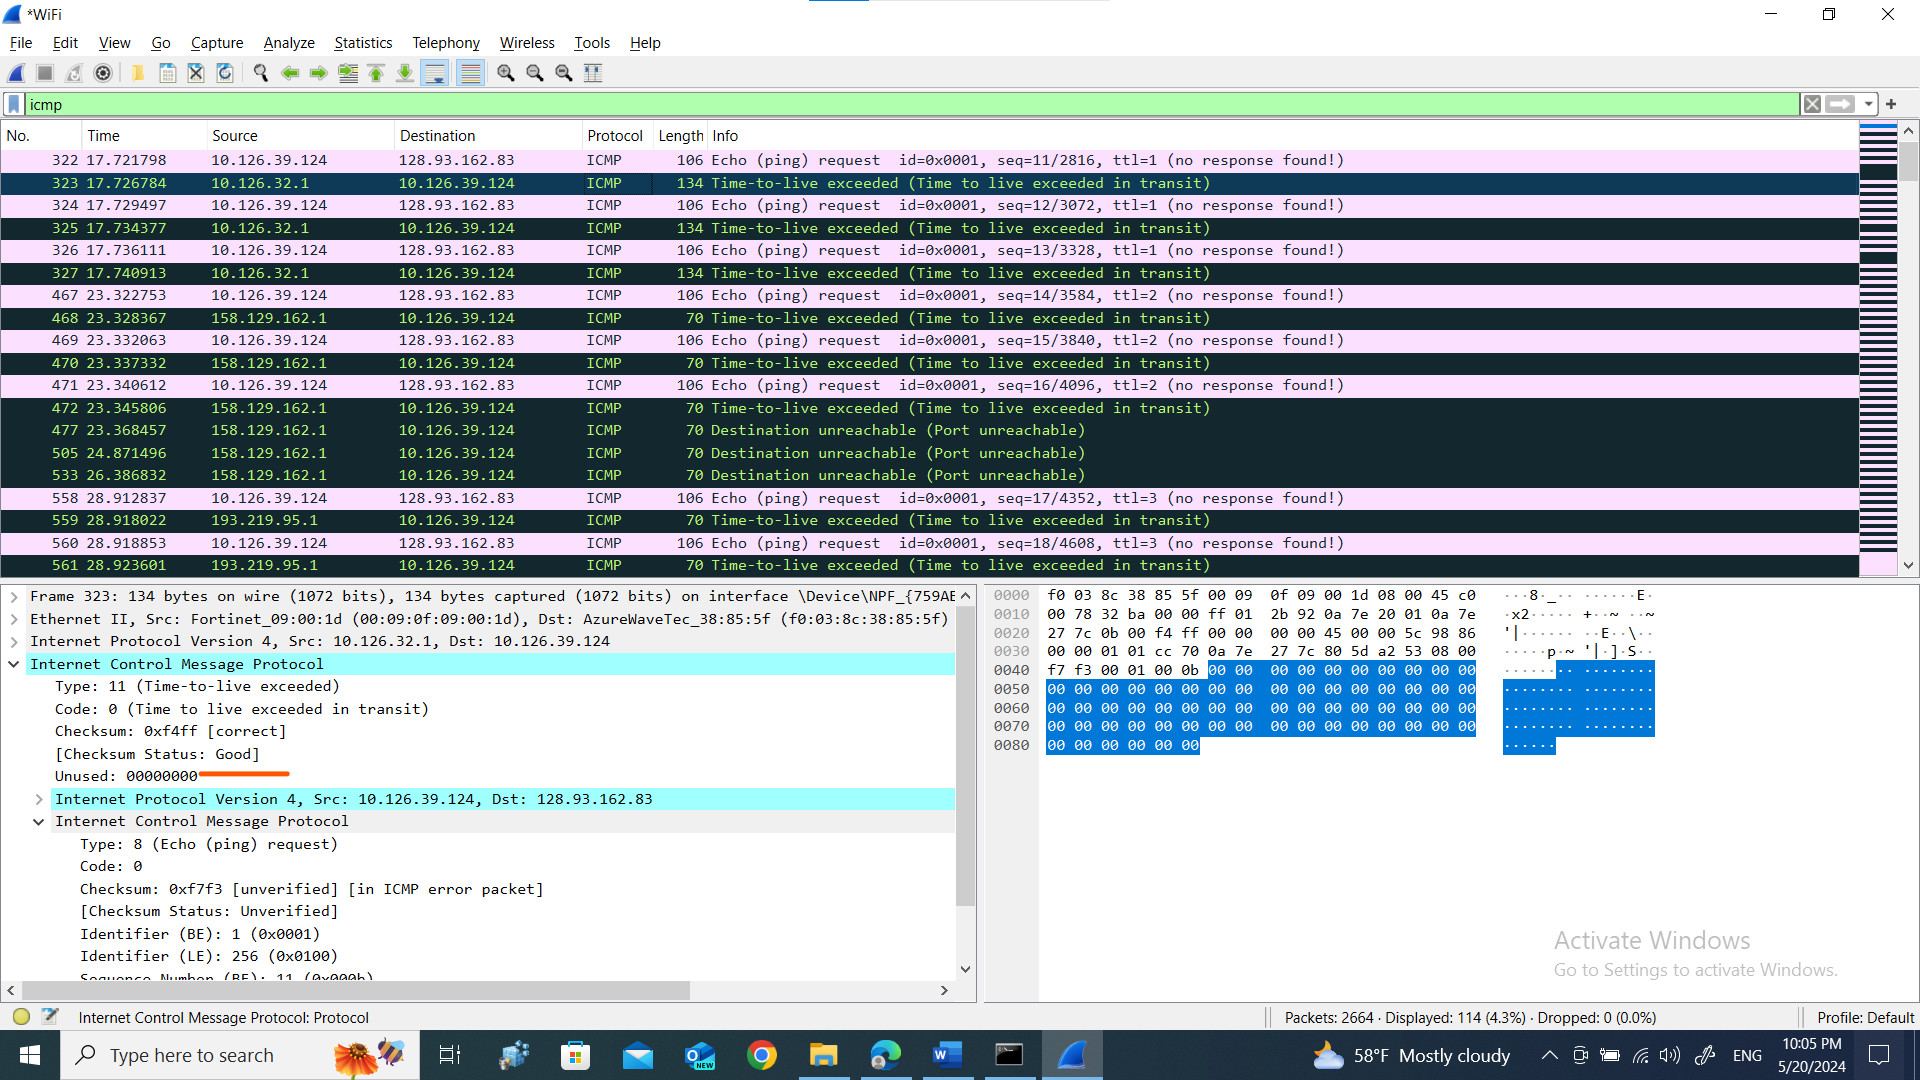 *WiFi
File Edit View Go Capture Analyze Statistics Telephony Wireless Tools Help
icmp
No. Time Source Destination Protocol Length Info
322 17.721798 10.126.39.124 128.93.162.83 ICMP 106 Echo (ping) request id=0x0001, seq=11/2816, ttl=1 (no response found!)
323 17.726784 10.126.32.1 10.126.39.124 ICMP 134 Time-to-live exceeded (Time to live exceeded in transit)
324 17.729497 10.126.39.124 128.93.162.83 ICMP 106 Echo (ping) request id=0x0001, seq=12/3072, ttl=1 (no response found!)
325 17.734377 10.126.32.1 10.126.39.124 ICMP 134 Time-to-live exceeded (Time to live exceeded in transit)
326 17.736111 10.126.39.124 128.93.162.83 ICMP 106 Echo (ping) request id=0x0001, seq=13/3328, ttl=1 (no response found!)
327 17.740913 10.126.32.1 10.126.39.124 ICMP 134 Time-to-live exceeded (Time to live exceeded in transit)
467 23.322753 10.126.39.124 128.93.162.83 ICMP 106 Echo (ping) request id=0x0001, seq=14/3584, ttl=2 (no response found!)
468 23.328367 158.129.162.1 10.126.39.124 ICMP 70 Time-to-live exceeded (Time to live exceeded in transit)
469 23.332063 10.126.39.124 128.93.162.83 ICMP 106 Echo (ping) request id=0x0001, seq=15/3840, ttl=2 (no response found!)
470 23.337332 158.129.162.1 10.126.39.124 ICMP 70 Time-to-live exceeded (Time to live exceeded in transit)
471 23.340612 10.126.39.124 128.93.162.83 ICMP 106 Echo (ping) request id=0x0001, seq=16/4096, ttl=2 (no response found!)
472 23.345806 158.129.162.1 10.126.39.124 ICMP 70 Time-to-live exceeded (Time to live exceeded in transit)
477 23.368457 158.129.162.1 10.126.39.124 ICMP 70 Destination unreachable (Port unreachable)
505 24.871496 158.129.162.1 10.126.39.124 ICMP 70 Destination unreachable (Port unreachable)
533 26.386832 158.129.162.1 10.126.39.124 ICMP 70 Destination unreachable (Port unreachable)
558 28.912837 10.126.39.124 128.93.162.83 ICMP 106 Echo (ping) request id=0x0001, seq=17/4352, ttl=3 (no response found!)
559 28.918022 193.219.95.1 10.126.39.124 ICMP 70 Time-to-live exceeded (Time to live exceeded in transit)
560 28.918853 10.126.39.124 128.93.162.83 ICMP 106 Echo (ping) request id=0x0001, seq=18/4608, ttl=3 (no response found!)
561 28.923601 193.219.95.1 10.126.39.124 ICMP 70 Time-to-live exceeded (Time to live exceeded in transit)
Frame 323: 134 bytes on wire (1072 bits), 134 bytes captured (1072 bits) on interface \Device\NPF_{759AE
Ethernet II, Src: Fortinet_09:00:1d (00:09:0f:09:00:1d), Dst: AzureWaveTec_38:85:5f (f0:03:8c:38:85:5f)
Internet Protocol Version 4, Src: 10.126.32.1, Dst: 10.126.39.124
Internet Control Message Protocol
Type: 11 (Time-to-live exceeded)
Code: 0 (Time to live exceeded in transit)
Checksum: 0xf4ff [correct]
[Checksum Status: Good]
Unused: 00000000
Internet Protocol Version 4, Src: 10.126.39.124, Dst: 128.93.162.83
Internet Control Message Protocol
Type: 8 (Echo (ping) request)
Code: 0
Checksum: 0xf7f3 [unverified] [in ICMP error packet]
[Checksum Status: Unverified]
Identifier (BE): 1 (0x0001)
Identifier (LE): 256 (0x0100)
Sequence Number (BE): 11 (0x000b)
0000 f0 03 8c 38 85 5f 00 09 0f 09 00 1d 08 00 45 c0 ···8·_·· ······E·
0010 00 78 32 ba 00 00 ff 01 2b 92 0a 7e 20 01 0a 7e ·x2····· +··~ ··~
0020 27 7c 0b 00 f4 ff 00 00 00 00 45 00 00 5c 98 86 '|······ ··E··\··
0030 00 00 01 01 cc 70 0a 7e 27 7c 80 5d a2 53 08 00 ·····p·~ '|·]·S··
0040 f7 f3 00 01 00 0b 00 00 00 00 00 00 00 00 00 00 ········ ········
0050 00 00 00 00 00 00 00 00 00 00 00 00 00 00 00 00 ········ ········
0060 00 00 00 00 00 00 00 00 00 00 00 00 00 00 00 00 ········ ········
0070 00 00 00 00 00 00 00 00 00 00 00 00 00 00 00 00 ········ ········
0080 00 00 00 00 00 00 ······
Activate Windows
Go to Settings to activate Windows.
Internet Control Message Protocol: Protocol
Packets: 2664 · Displayed: 114 (4.3%) · Dropped: 0 (0.0%)
Profile: Default
Type here to search
NEW
58°F Mostly cloudy
ENG
10:05 PM
5/20/2024